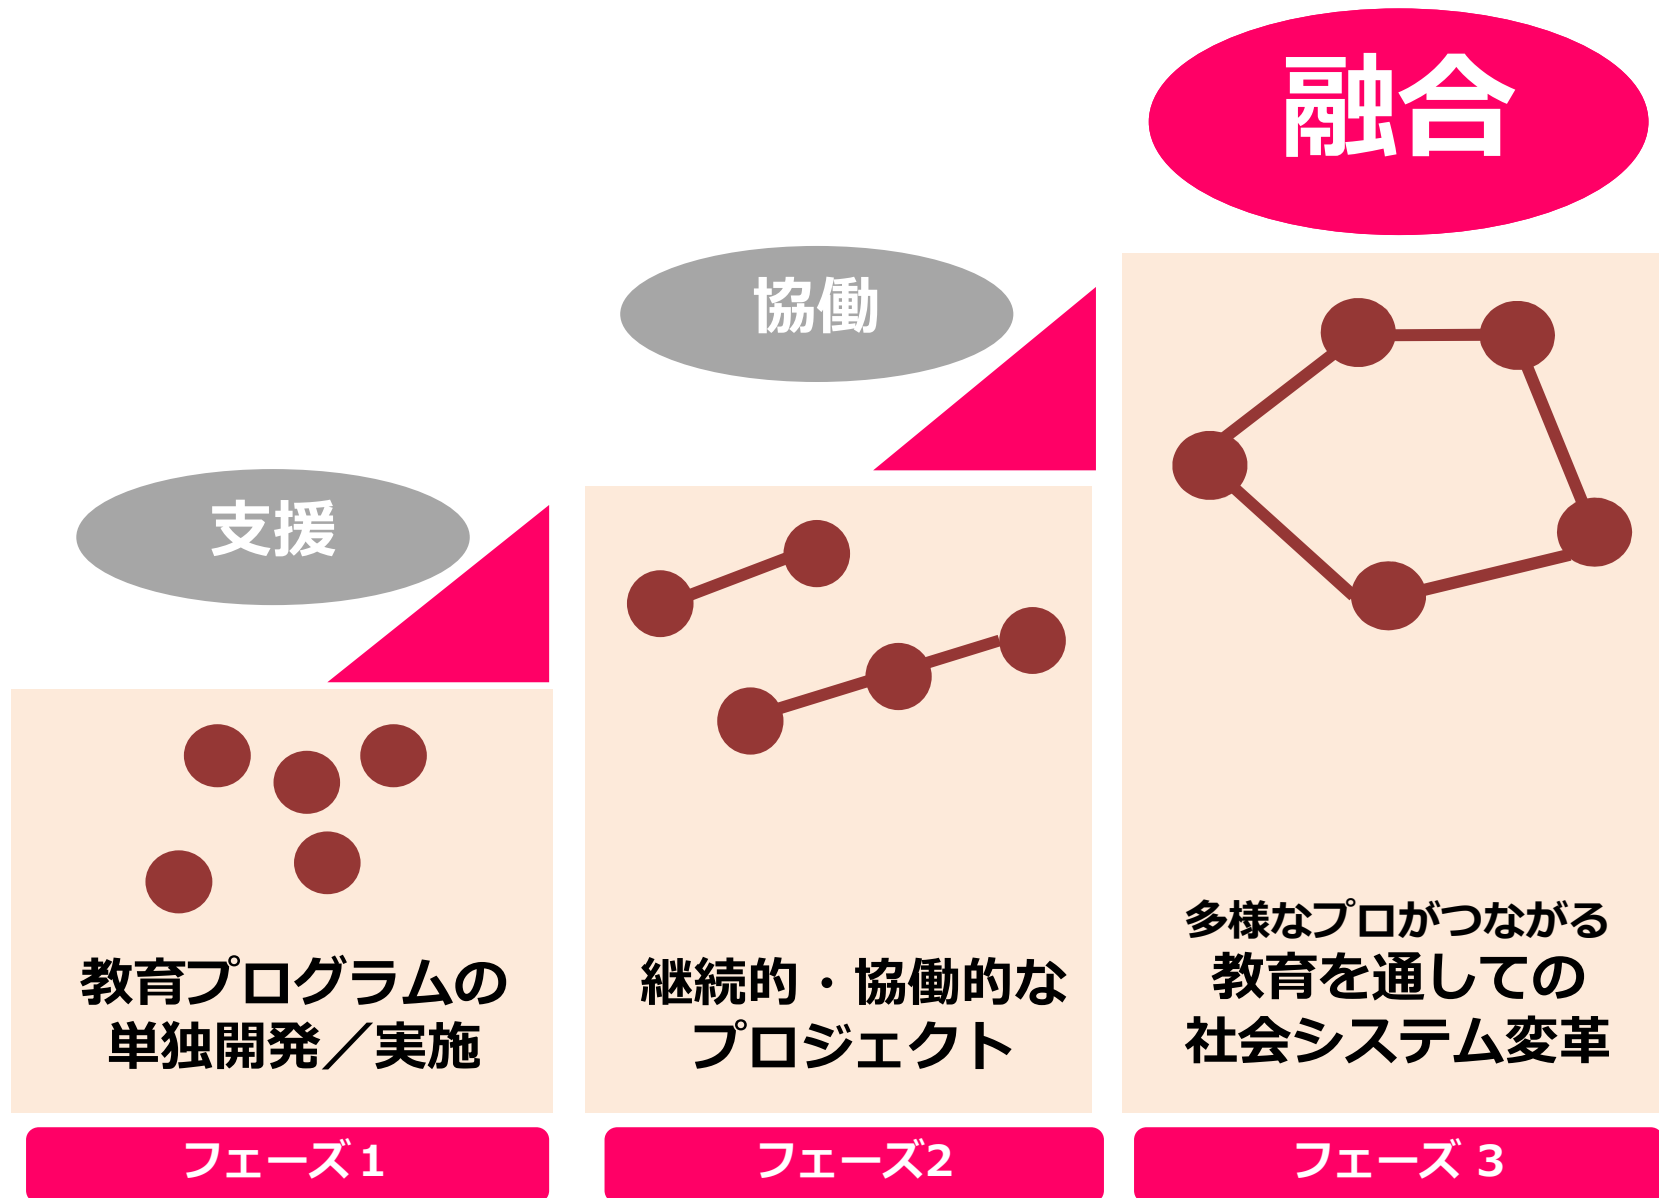 支援
教育プログラムの
単独開発／実施
フェーズ１
協働
継続的・協働的な
プロジェクト
フェーズ2
融合
多様なプロがつながる
教育を通しての
社会システム変革
フェーズ 3